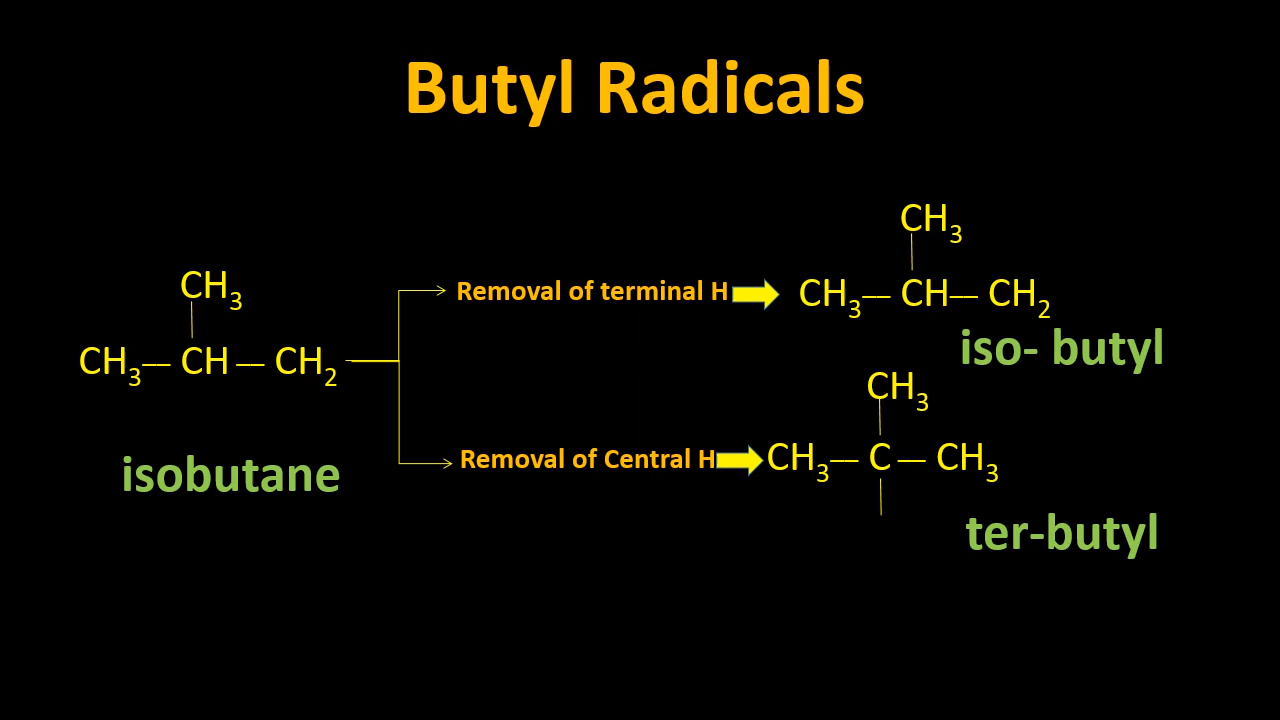 Butyl Radicals
CH₃
CH₃— CH — CH₂
isobutane
Removal of terminal H
CH₃
CH₃— CH— CH₂
iso- butyl
Removal of Central H
CH₃
CH₃— C — CH₃
ter-butyl